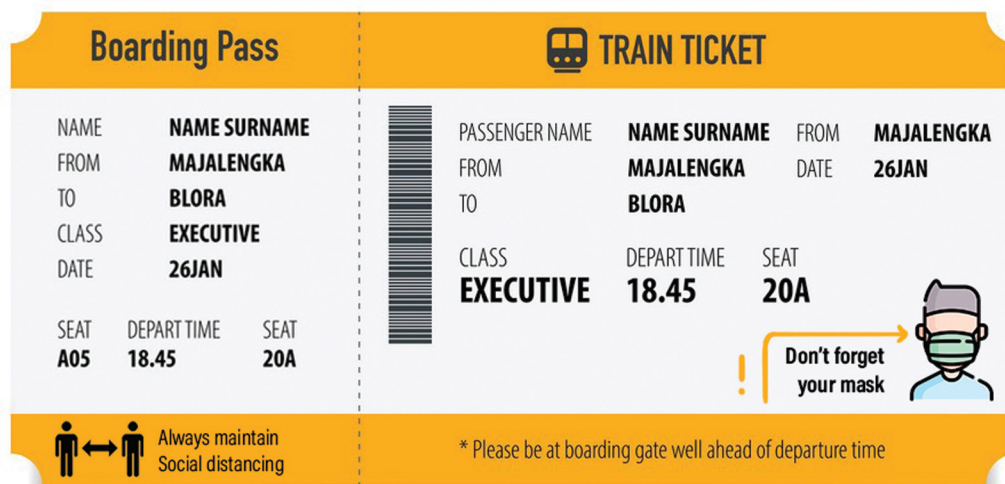 Boarding Pass
NAME NAME SURNAME
FROM MAJALENGKA
TO BLORA
CLASS EXECUTIVE
DATE 26JAN
SEAT DEPART TIME SEAT
A05 18.45 20A
Always maintain
Social distancing
TRAIN TICKET
PASSENGER NAME NAME SURNAME FROM MAJALENGKA
FROM MAJALENGKA DATE 26JAN
TO BLORA
CLASS DEPART TIME SEAT
EXECUTIVE 18.45 20A
!
Don't forget
your mask
* Please be at boarding gate well ahead of departure time